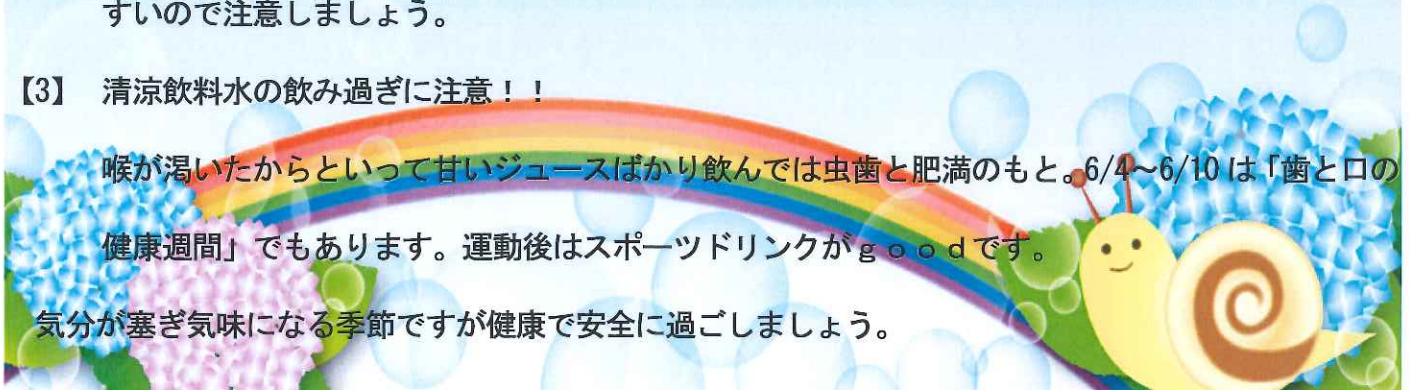 すいので注意しましょう。
【3】 清涼飲料水の飲み過ぎに注意！！
喉が渇いたからといって甘いジュースばかり飲んでは虫歯と肥満のもと。6/4～6/10は「歯と口の
健康週間」でもあります。運動後はスポーツドリンクがｇｏｏｄです。
気分が塞ぎ気味になる季節ですが健康で安全に過ごしましょう。